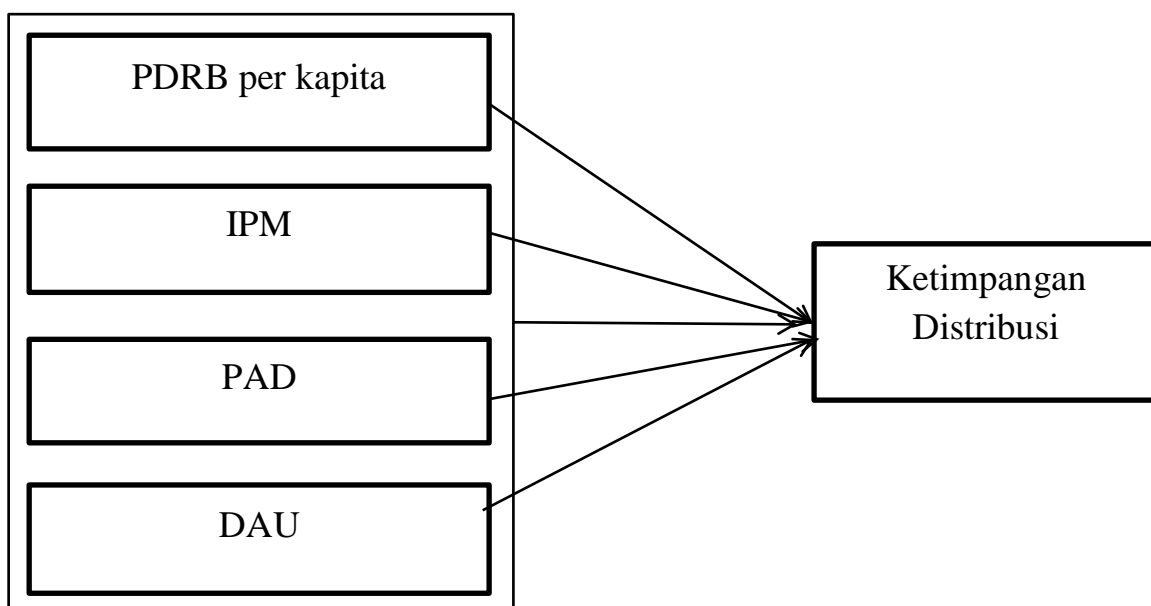 PDRB per kapita
IPM
PAD
DAU
Ketimpangan
Distribusi